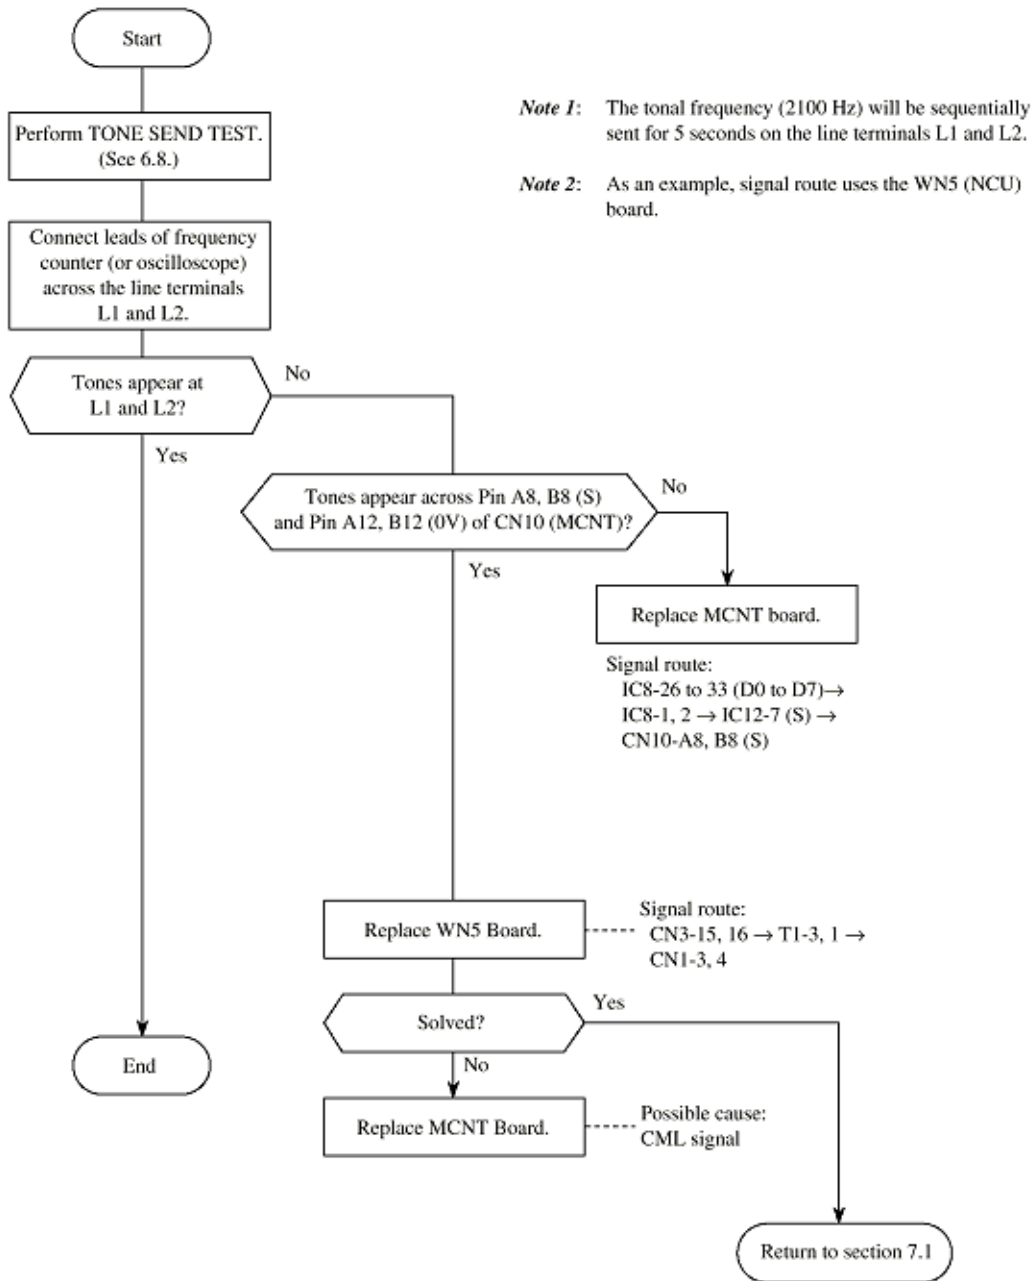 Start
Perform TONE SEND TEST.
(See 6.8.)
Note 1: The tonal frequency (2100 Hz) will be sequentially
sent for 5 seconds on the line terminals L1 and L2.
Note 2: As an example, signal route uses the WN5 (NCU)
board.
Connect leads of frequency
counter (or oscilloscope)
across the line terminals
L1 and L2.
Tones appear at
L1 and L2?
No
Yes
Tones appear across Pin A8, B8 (S)
and Pin A12, B12 (0V) of CN10 (MCNT)?
No
Yes
Replace MCNT board.
Signal route:
IC8-26 to 33 (D0 to D7)→
IC8-1, 2 → IC12-7 (S) →
CN10-A8, B8 (S)
Replace WN5 Board.
Signal route:
CN3-15, 16 → T1-3, 1 →
CN1-3, 4
Solved?
Yes
No
End
Replace MCNT Board.
Possible cause:
CML signal
Return to section 7.1